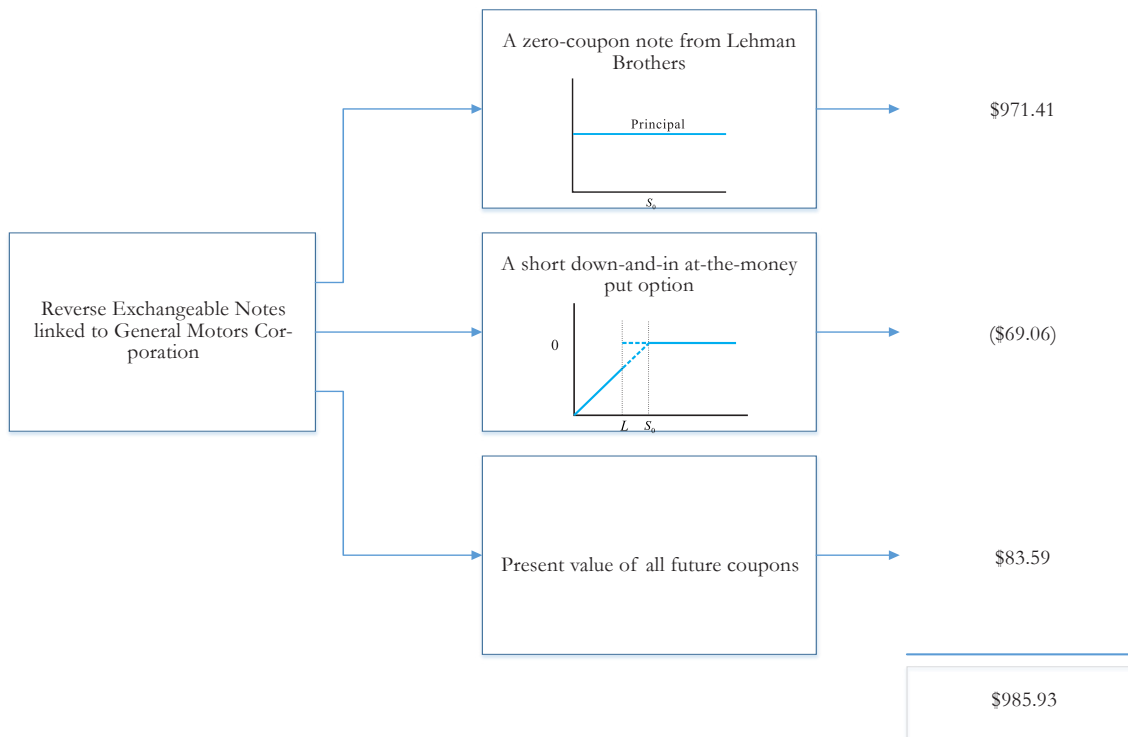 A zero-coupon note from Lehman
Brothers
Principal
S₀
$971.41
Reverse Exchangeable Notes
linked to General Motors Cor-
poration
A short down-and-in at-the-money
put option
0
L S₀
($69.06)
Present value of all future coupons
$83.59
$985.93